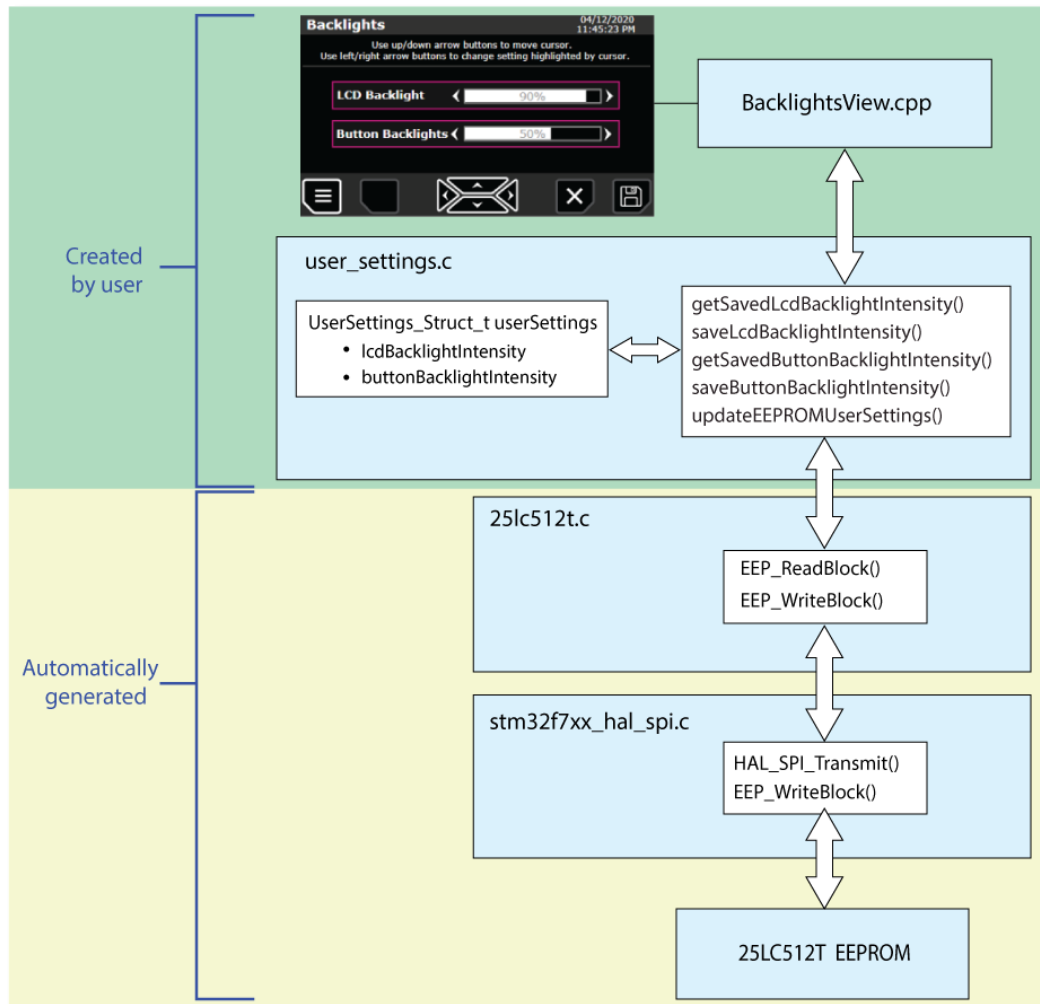 Backlights
04/12/2020
11:45:23 PM
Use up/down arrow buttons to move cursor.
Use left/right arrow buttons to change setting highlighted by cursor.
LCD Backlight
90%
Button Backlights
50%
BacklightsView.cpp
Created
by user
user_settings.c
UserSettings_Struct_t userSettings
• lcdBacklightIntensity
• buttonBacklightIntensity
getSavedLcdBacklightIntensity()
saveLcdBacklightIntensity()
getSavedButtonBacklightIntensity()
saveButtonBacklightIntensity()
updateEEPROMUserSettings()
Automatically
generated
25lc512t.c
EEP_ReadBlock()
EEP_WriteBlock()
stm32f7xx_hal_spi.c
HAL_SPI_Transmit()
EEP_WriteBlock()
25LC512T EEPROM